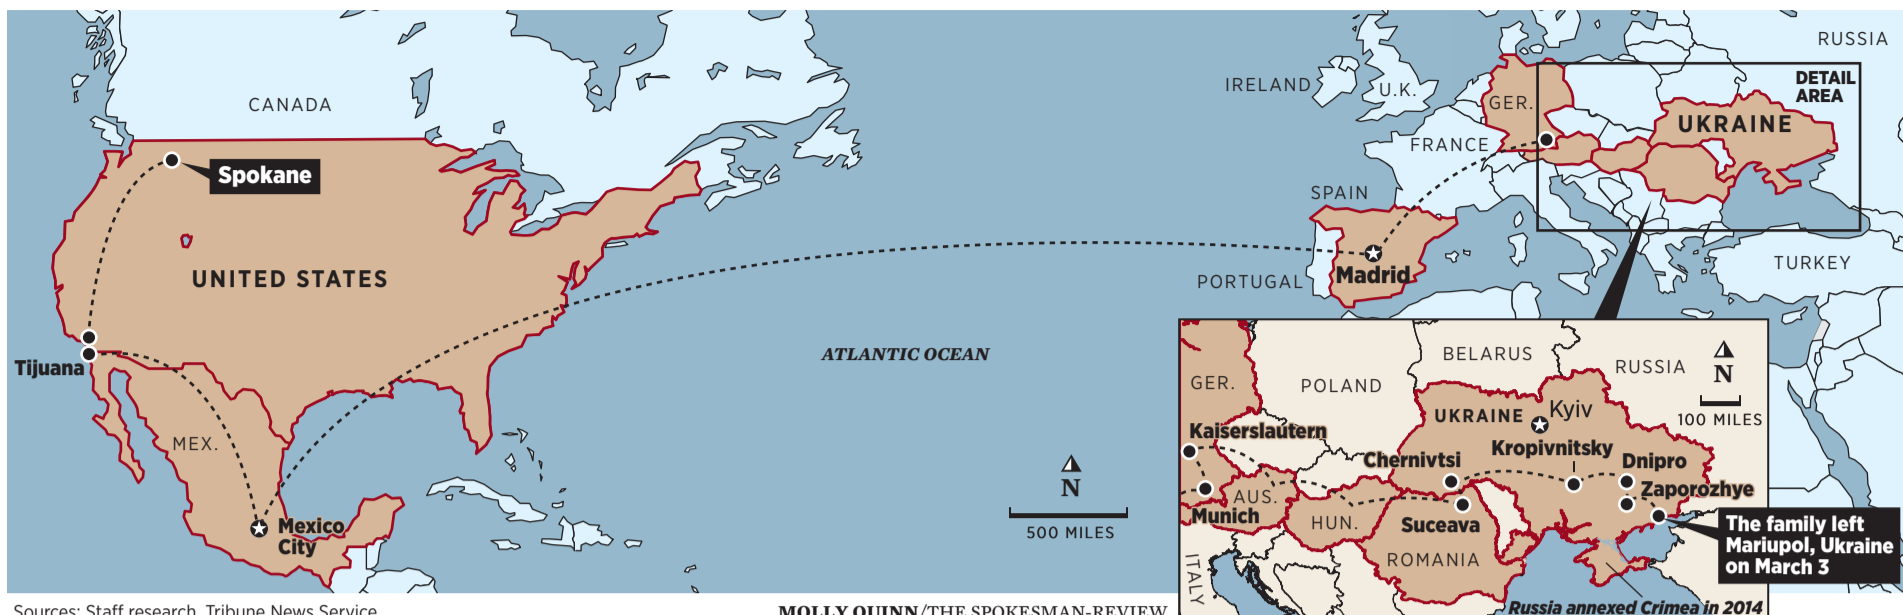 RUSSIA
DETAIL
AREA
IRELAND
U.K.
GER.
CANADA
UKRAINE
FRANCE
Spokane
SPAIN
UNITED STATES
Madrid
PORTUGAL
TURKEY
ATLANTIC OCEAN
Tijuana
MEX.
Mexico
City
N
500 MILES
BELARUS
RUSSIA
N
100 MILES
GER.
POLAND
UKRAINE
Kyiv
Kaiserslautern
Kropivnitsky
Chernivtsi
Dnipro
Zaporozhye
AUS.
Munich
HUN.
Suceava
The family left
Mariupol, Ukraine
on March 3
ITALY
ROMANIA
Russia annexed Crimea in 2014
Sources: Staff research, Tribune News Service
MOLLY QUINN/THE SPOKESMAN-REVIEW